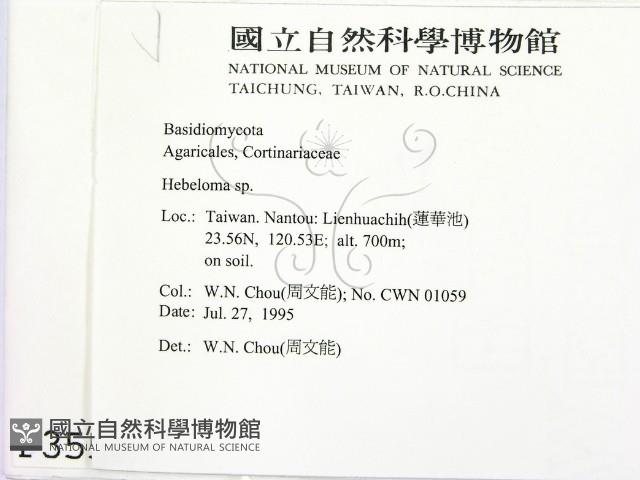 國立自然科學博物館
NATIONAL MUSEUM OF NATURAL SCIENCE
TAICHUNG, TAIWAN, R.O.CHINA
Basidiomycota
Agaricales, Cortinariaceae
Hebeloma sp.
Loc.: Taiwan. Nantou: Lienhuachih(蓮華池)
23.56N, 120.53E; alt. 700m;
on soil.
Col.: W.N. Chou(周文能); No. CWN 01059
Date: Jul. 27, 1995
Det.: W.N. Chou(周文能)
國立自然科學博物館
NATIONAL MUSEUM OF NATURAL SCIENCE